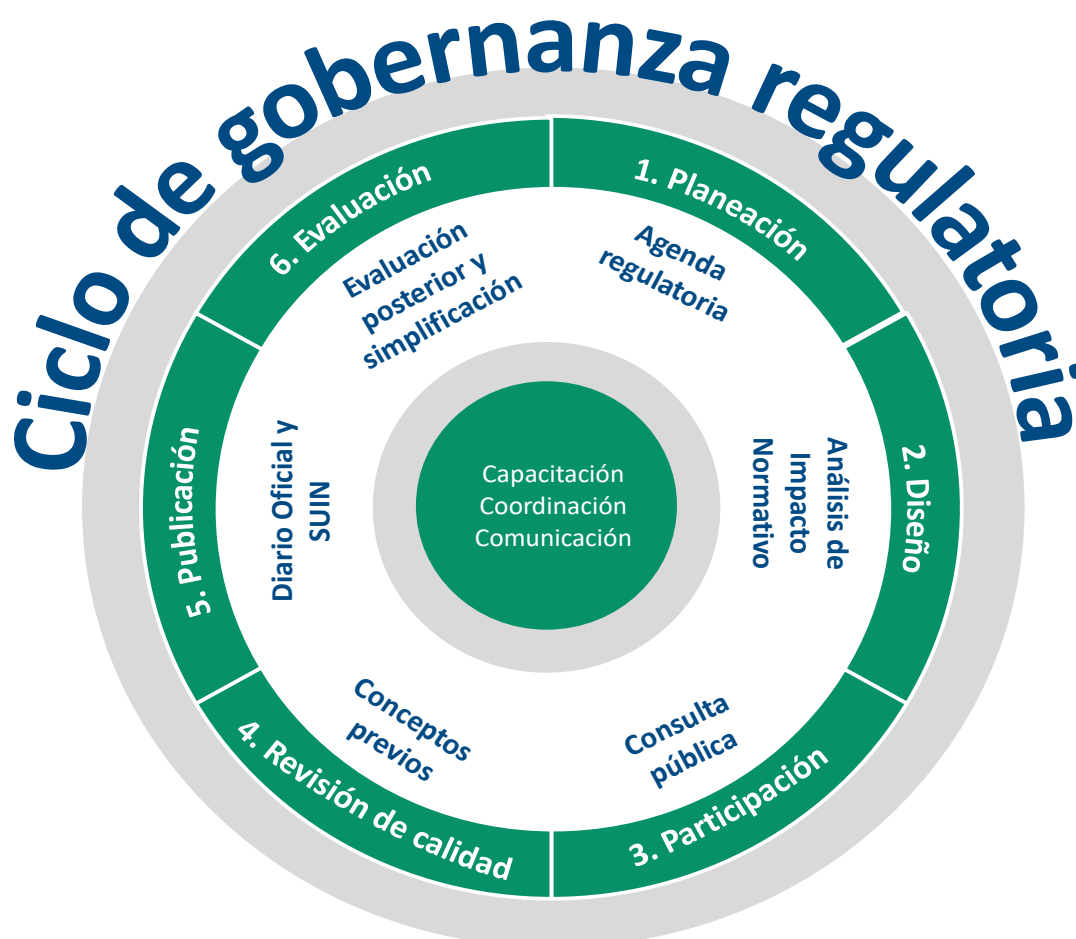 Ciclo de gobernanza regulatoria
1. Planeación
Agenda
regulatoria
2. Diseño
Análisis de
Impacto
Normativo
3. Participación
Consulta
pública
4. Revisión de calidad
Conceptos
previos
5. Publicación
Diario Oficial y
SUIN
6. Evaluación
Evaluación
posterior y
simplificación
Capacitación
Coordinación
Comunicación